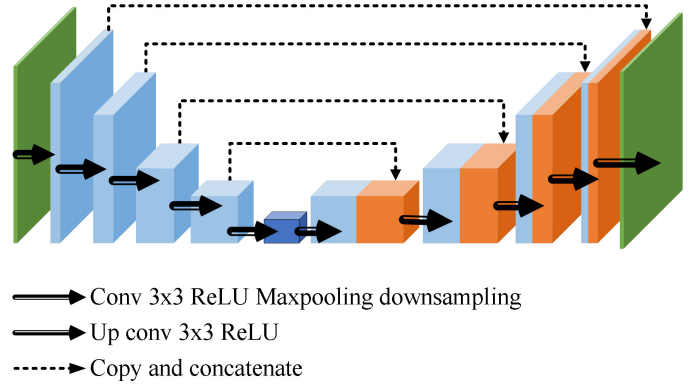 Conv 3x3 ReLU Maxpooling downsampling
Up conv 3x3 ReLU
Copy and concatenate